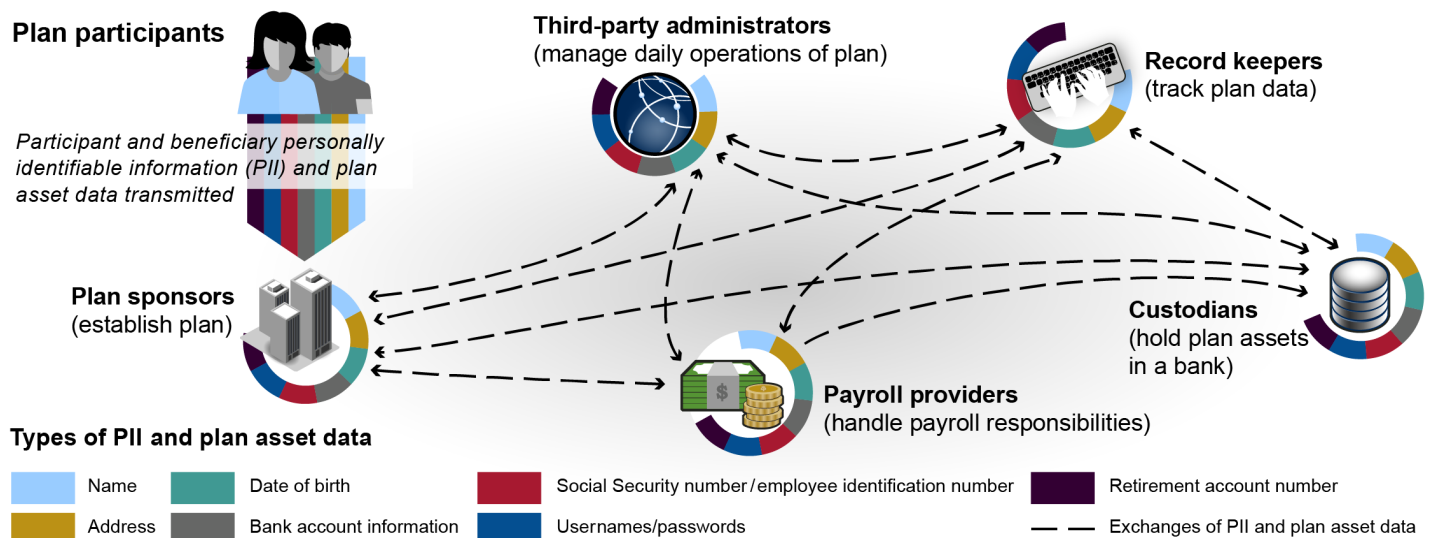 Plan participants
Participant and beneficiary personally
identifiable information (PII) and plan
asset data transmitted
Third-party administrators
(manage daily operations of plan)
Record keepers
(track plan data)
Plan sponsors
(establish plan)
Custodians
(hold plan assets
in a bank)
$
Payroll providers
(handle payroll responsibilities)
Types of PII and plan asset data
Name
Date of birth
Social Security number/employee identification number
Retirement account number
Address
Bank account information
Usernames/passwords
Exchanges of PII and plan asset data